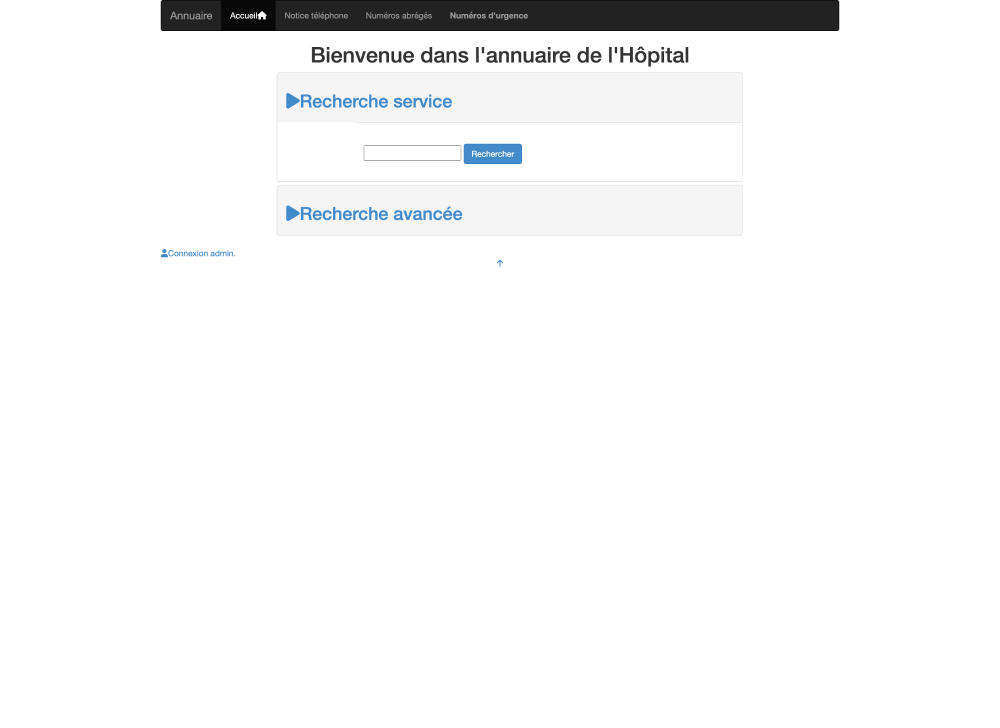 Annuaire Accueil Notice téléphone Numéros abrégés Numéros d'urgence
Bienvenue dans l'annuaire de l'Hôpital
Recherche service
Rechercher
Recherche avancée
Connexion admin.